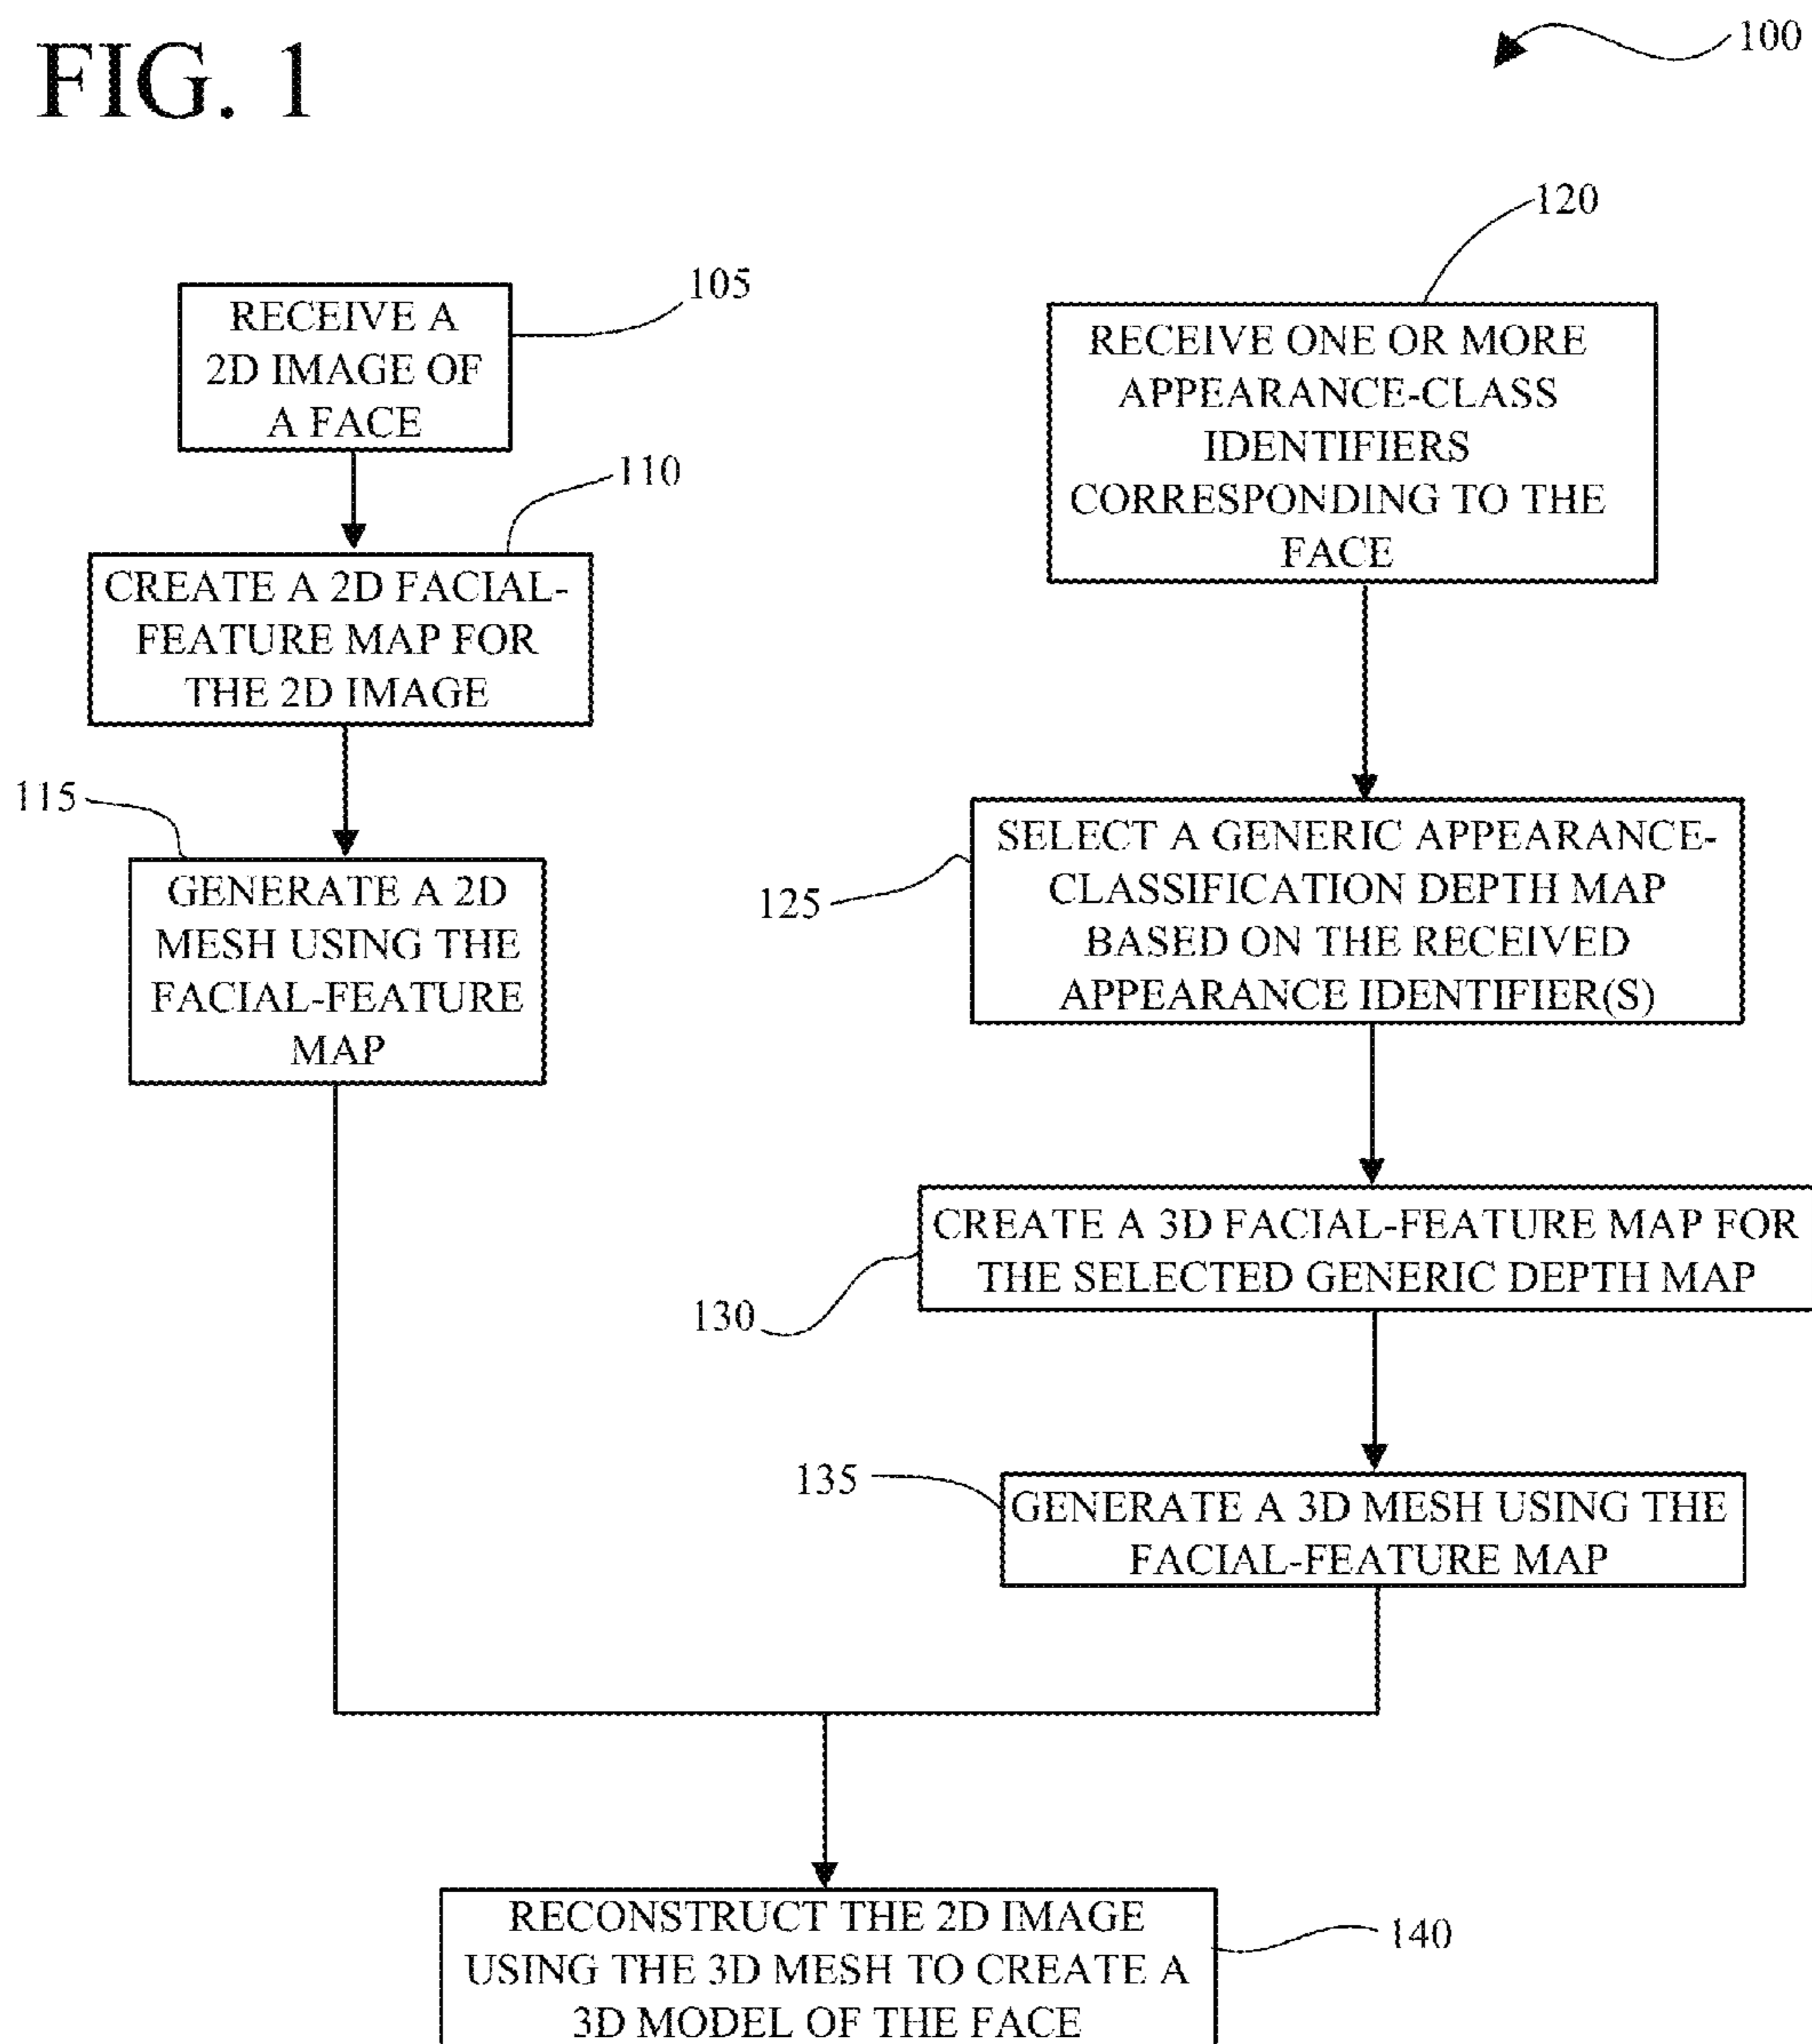 FIG. 1
100
105
RECEIVE A
2D IMAGE OF
A FACE
110
CREATE A 2D FACIAL-
FEATURE MAP FOR
THE 2D IMAGE
115
GENERATE A 2D
MESH USING THE
FACIAL-FEATURE
MAP
120
RECEIVE ONE OR MORE
APPEARANCE-CLASS
IDENTIFIERS
CORRESPONDING TO THE
FACE
125
SELECT A GENERIC APPEARANCE-
CLASSIFICATION DEPTH MAP
BASED ON THE RECEIVED
APPEARANCE IDENTIFIER(S)
130
CREATE A 3D FACIAL-FEATURE MAP FOR
THE SELECTED GENERIC DEPTH MAP
135
GENERATE A 3D MESH USING THE
FACIAL-FEATURE MAP
140
RECONSTRUCT THE 2D IMAGE
USING THE 3D MESH TO CREATE A
3D MODEL OF THE FACE